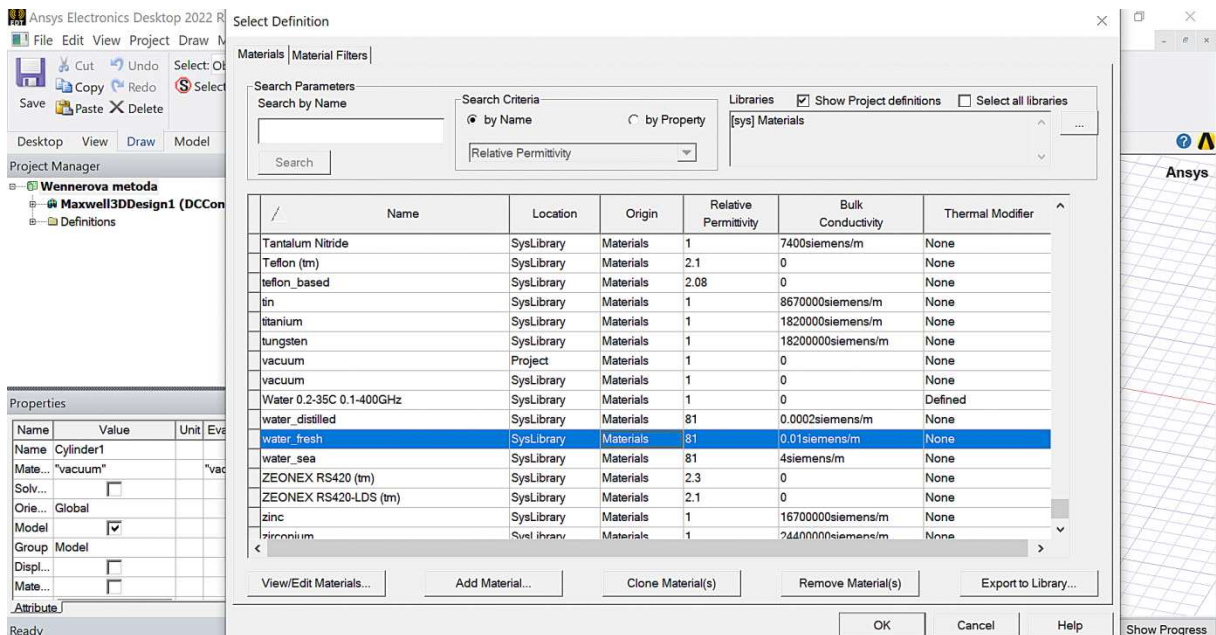 Ansys Electronics Desktop 2022 R
File Edit View Project Draw
Save
Cut
Copy
Paste
Undo
Redo
Delete
Select: Ob
Select
Desktop View Draw Model
Project Manager
Wennerova metoda
Maxwell3DDesign1 (DCCon
Definitions
Properties
Name Value Unit Eva
Name Cylinder1
Mate... "vacuum" "vac
Solv...
Orie... Global
Model
Group Model
Displ...
Mate...
Attribute
Ready
Select Definition
Materials Material Filters
Search Parameters
Search by Name
Search
Search Criteria
by Name by Property
Relative Permittivity
Libraries Show Project definitions Select all libraries
[sys] Materials
...
/ Name Location Origin Relative Permittivity Bulk Conductivity Thermal Modifier
Tantalum Nitride SysLibrary Materials 1 7400siemens/m None
Teflon (tm) SysLibrary Materials 2.1 0 None
teflon_based SysLibrary Materials 2.08 0 None
tin SysLibrary Materials 1 8670000siemens/m None
titanium SysLibrary Materials 1 1820000siemens/m None
tungsten SysLibrary Materials 1 18200000siemens/m None
vacuum Project Materials 1 0 None
vacuum SysLibrary Materials 1 0 None
Water 0.2-35C 0.1-400GHz SysLibrary Materials 1 0 Defined
water_distilled SysLibrary Materials 81 0.0002siemens/m None
water_fresh SysLibrary Materials 81 0.01siemens/m None
water_sea SysLibrary Materials 81 4siemens/m None
ZEONEX RS420 (tm) SysLibrary Materials 2.3 0 None
ZEONEX RS420-LDS (tm) SysLibrary Materials 2.1 0 None
zinc SysLibrary Materials 1 16700000siemens/m None
zirconium SysLibrary Materials 1 24400000siemens/m None
View/Edit Materials... Add Material... Clone Material(s) Remove Material(s) Export to Library...
OK Cancel Help
Ansys
Show Progress